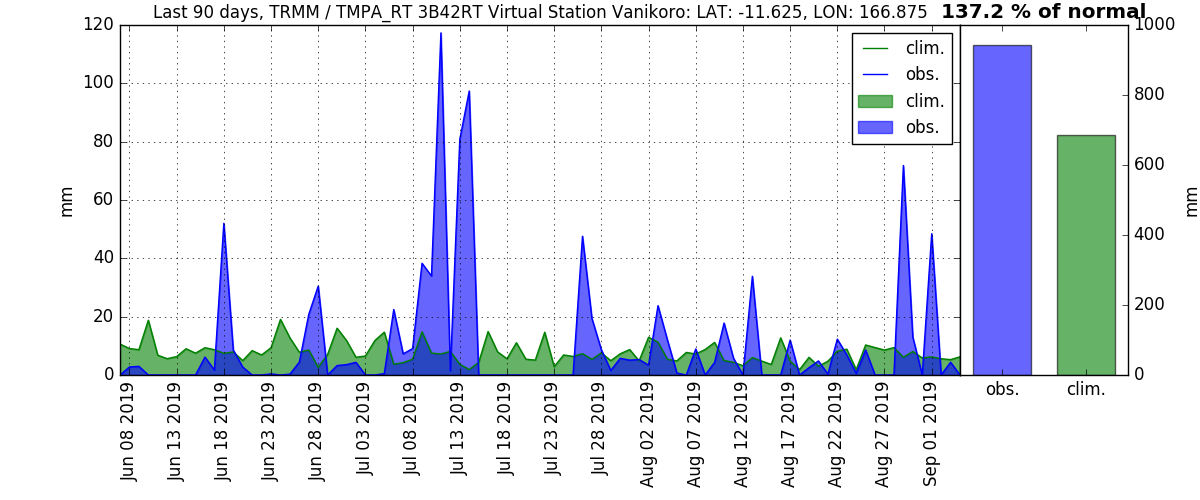 Last 90 days, TRMM / TMPA_RT 3B42RT Virtual Station Vanikoro: LAT: -11.625, LON: 166.875 137.2 % of normal
120
100
80
60
40
20
0
mm
clim.
obs.
clim.
obs.
1000
800
600
400
200
0
mm
obs.
clim.
Jun 08 2019
Jun 13 2019
Jun 18 2019
Jun 23 2019
Jun 28 2019
Jul 03 2019
Jul 08 2019
Jul 13 2019
Jul 18 2019
Jul 23 2019
Jul 28 2019
Aug 02 2019
Aug 07 2019
Aug 12 2019
Aug 17 2019
Aug 22 2019
Aug 27 2019
Sep 01 2019